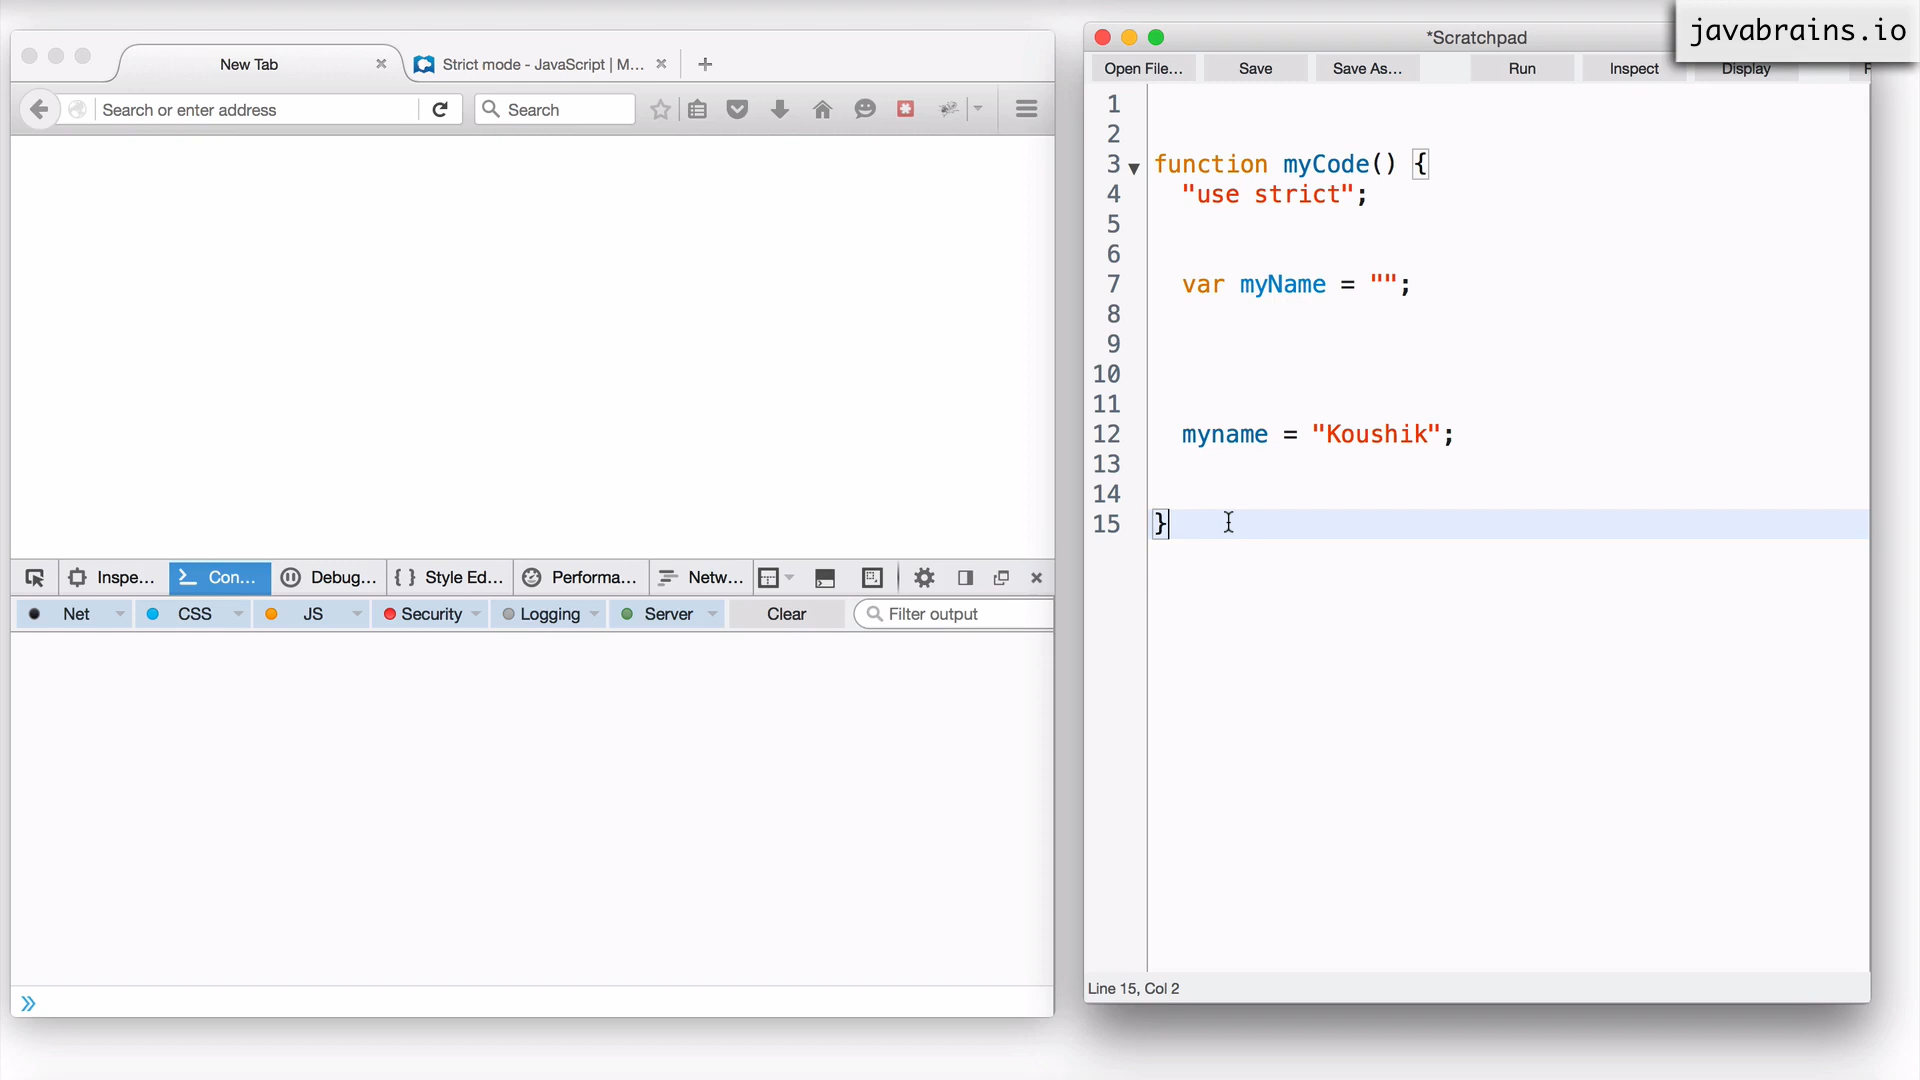 javabrains.io
New Tab
Strict mode - JavaScript | M...
Search or enter address
Search
*Scratchpad
Open File...
Save
Save As...
Run
Inspect
Display
1
2
3 function myCode() {
4 "use strict";
5
6
7 var myName = "";
8
9
10
11
12 myname = "Koushik";
13
14
15 }
Inspe...
Con...
Debug...
{ } Style Ed...
Performa...
Netw...
Net
CSS
JS
Security
Logging
Server
Clear
Filter output
Line 15, Col 2